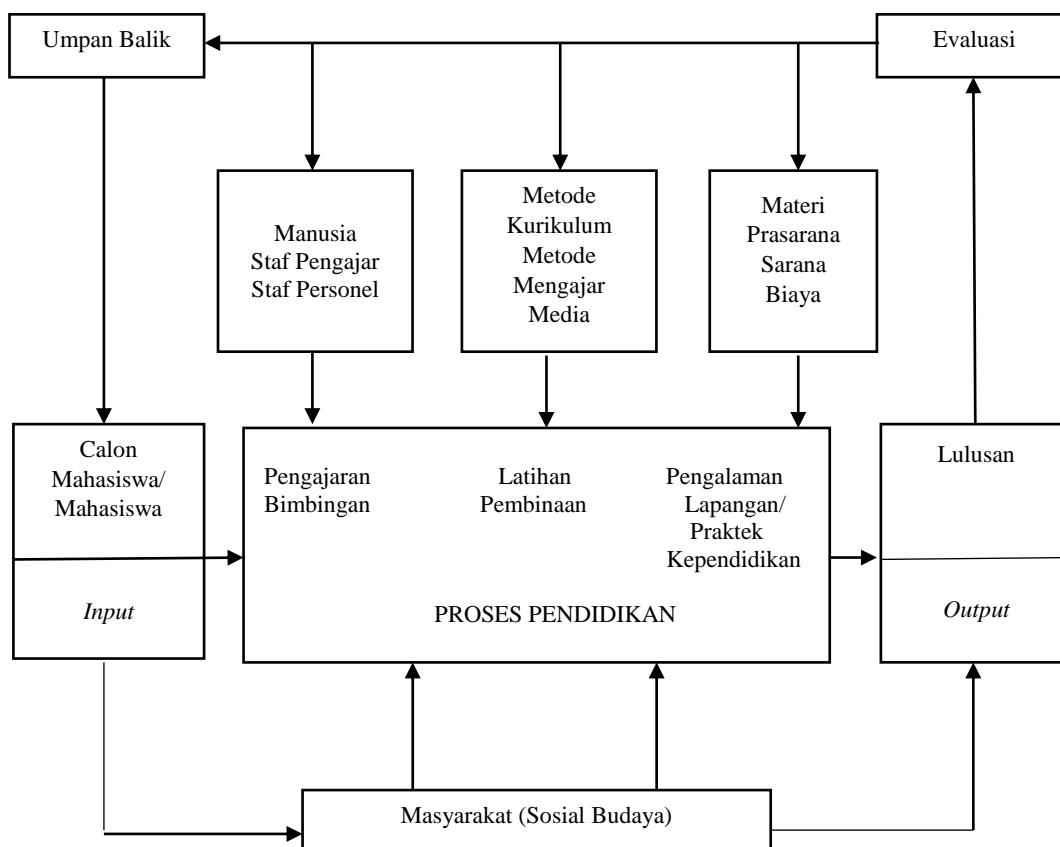 Umpan Balik
Evaluasi
Manusia
Staf Pengajar
Staf Personel
Metode
Kurikulum
Metode
Mengajar
Media
Materi
Prasarana
Sarana
Biaya
Calon
Mahasiswa/
Mahasiswa
Input
Pengajaran
Bimbingan
Latihan
Pembinaan
Pengalaman
Lapangan/
Praktek
Kependidikan
PROSES PENDIDIKAN
Lulusan
Output
Masyarakat (Sosial Budaya)